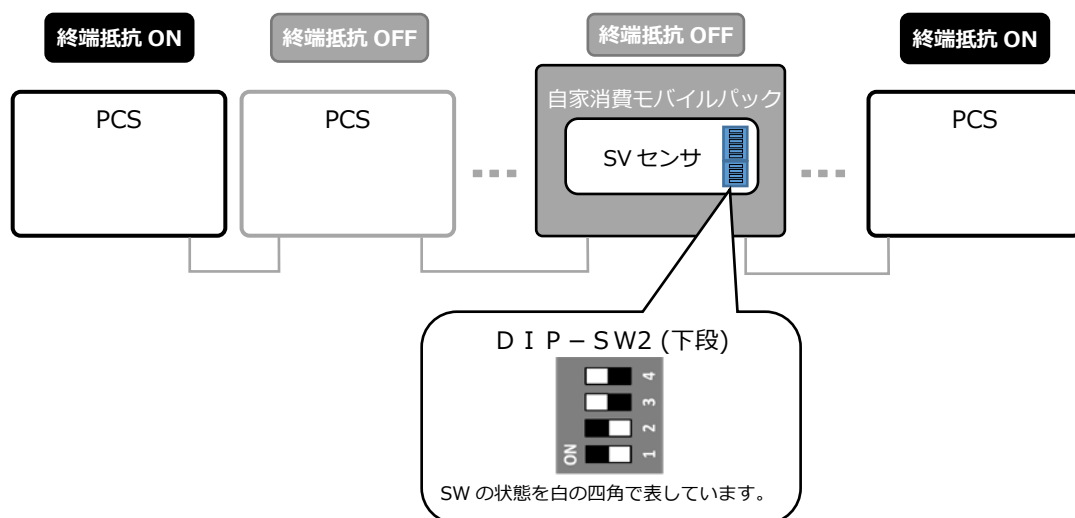 終端抵抗 ON
終端抵抗 OFF
終端抵抗 OFF
終端抵抗 ON
PCS
PCS
自家消費モバイルパック
SV センサ
PCS
ＤＩＰ－ＳＷ2 (下段)
4
3
2
1
ON
SW の状態を白の四角で表しています。